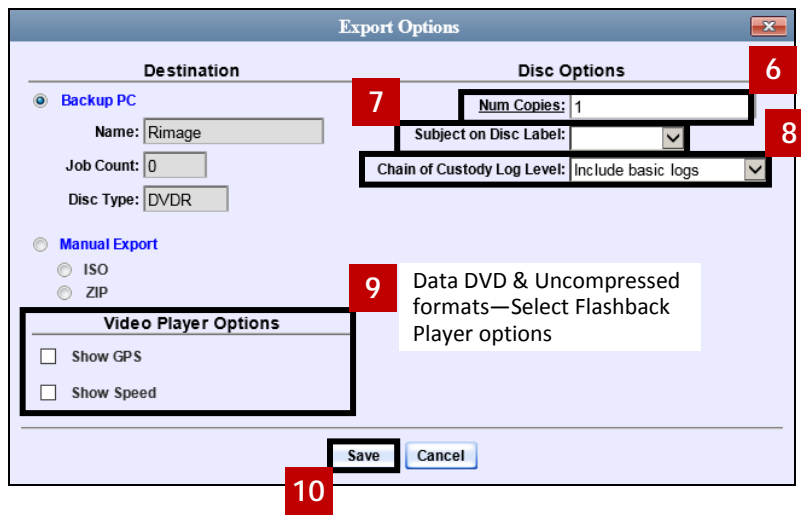 Export Options
Destination
Backup PC
Name: Rimage
Job Count: 0
Disc Type: DVDR
Manual Export
ISO
ZIP
Video Player Options
Show GPS
Show Speed
Disc Options
6
Num Copies: 1
7
Subject on Disc Label:
8
Chain of Custody Log Level: Include basic logs
9
Data DVD & Uncompressed
formats—Select Flashback
Player options
Save
Cancel
10